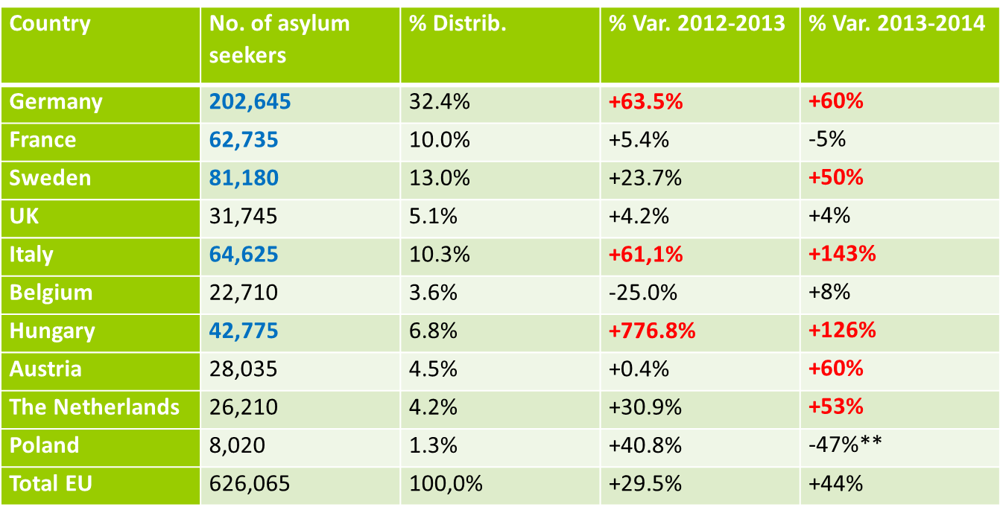 Country No. of asylum seekers % Distrib. % Var. 2012-2013 % Var. 2013-2014
Germany 202,645 32.4% +63.5% +60%
France 62,735 10.0% +5.4% -5%
Sweden 81,180 13.0% +23.7% +50%
UK 31,745 5.1% +4.2% +4%
Italy 64,625 10.3% +61,1% +143%
Belgium 22,710 3.6% -25.0% +8%
Hungary 42,775 6.8% +776.8% +126%
Austria 28,035 4.5% +0.4% +60%
The Netherlands 26,210 4.2% +30.9% +53%
Poland 8,020 1.3% +40.8% -47%**
Total EU 626,065 100,0% +29.5% +44%